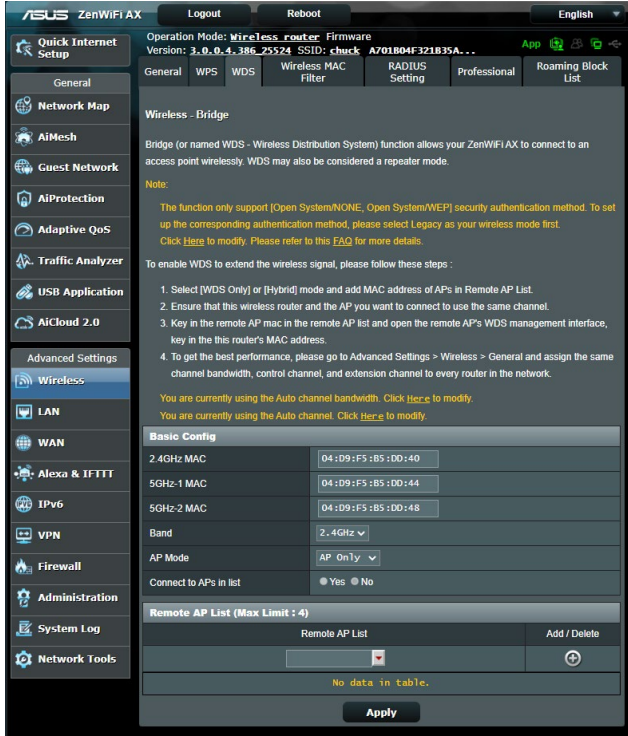 ASUS ZenWiFi AX Logout Reboot English
Quick Internet Setup
Operation Mode: Wireless router Firmware
Version: 3.0.0.4.386_25524 SSID: chuck A701B04F321B35A...
App
General WPS WDS Wireless MAC Filter RADIUS Setting Professional Roaming Block List
General
Network Map
AiMesh
Guest Network
AiProtection
Adaptive QoS
Traffic Analyzer
USB Application
AiCloud 2.0
Advanced Settings
Wireless
LAN
WAN
Alexa & IFTTT
IPv6
VPN
Firewall
Administration
System Log
Network Tools
Wireless - Bridge
Bridge (or named WDS - Wireless Distribution System) function allows your ZenWiFi AX to connect to an
access point wirelessly. WDS may also be considered a repeater mode.
Note:
The function only support [Open System/NONE, Open System/WEP] security authentication method. To set
up the corresponding authentication method, please select Legacy as your wireless mode first.
Click Here to modify. Please refer to this FAQ for more details.
To enable WDS to extend the wireless signal, please follow these steps :
1. Select [WDS Only] or [Hybrid] mode and add MAC address of APs in Remote AP List.
2. Ensure that this wireless router and the AP you want to connect to use the same channel.
3. Key in the remote AP mac in the remote AP list and open the remote AP's WDS management interface,
key in the this router's MAC address.
4. To get the best performance, please go to Advanced Settings > Wireless > General and assign the same
channel bandwidth, control channel, and extension channel to every router in the network.
You are currently using the Auto channel bandwidth. Click Here to modify.
You are currently using the Auto channel. Click Here to modify.
Basic Config
2.4GHz MAC 04:D9:F5:B5:DD:40
5GHz-1 MAC 04:D9:F5:B5:DD:44
5GHz-2 MAC 04:D9:F5:B5:DD:48
Band 2.4GHz
AP Mode AP Only
Connect to APs in list Yes No
Remote AP List (Max Limit : 4)
Remote AP List Add / Delete
No data in table.
Apply